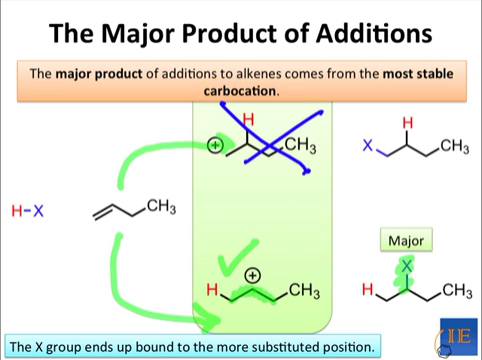 The Major Product of Additions
The major product of additions to alkenes comes from the most stable
carbocation.
H
⊕
CH3
H
X
CH3
H-X
CH3
Major
X
⊕
H
CH3
H
CH3
The X group ends up bound to the more substituted position.
IE